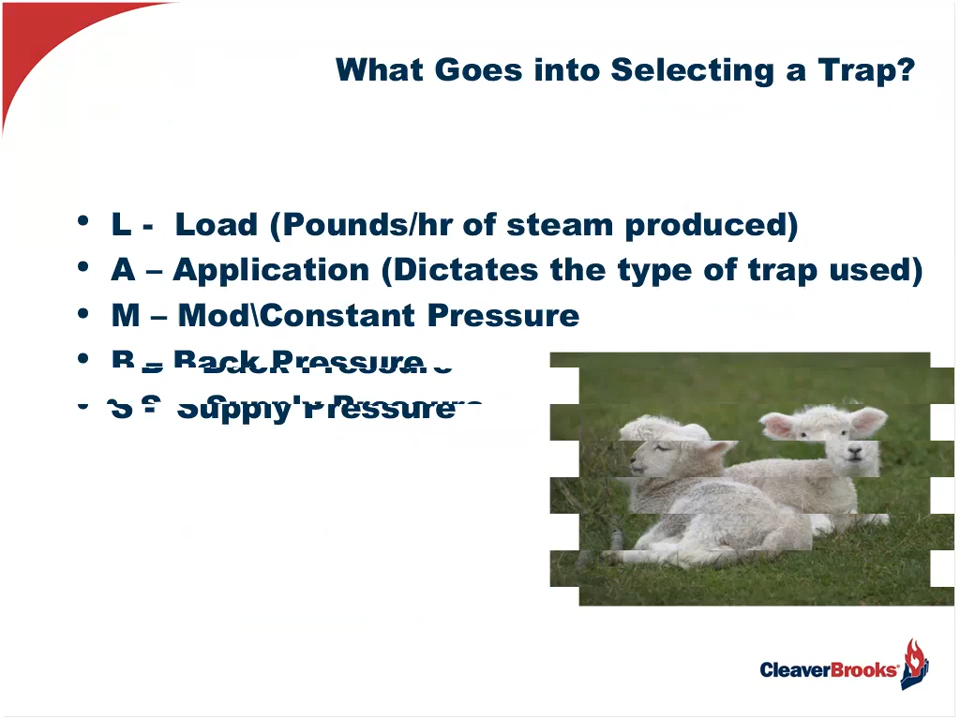 What Goes into Selecting a Trap?
• L - Load (Pounds/hr of steam produced)
• A – Application (Dictates the type of trap used)
• M – Mod\Constant Pressure
• B – Back Pressure
• S - Supply Pressure
CleaverBrooks